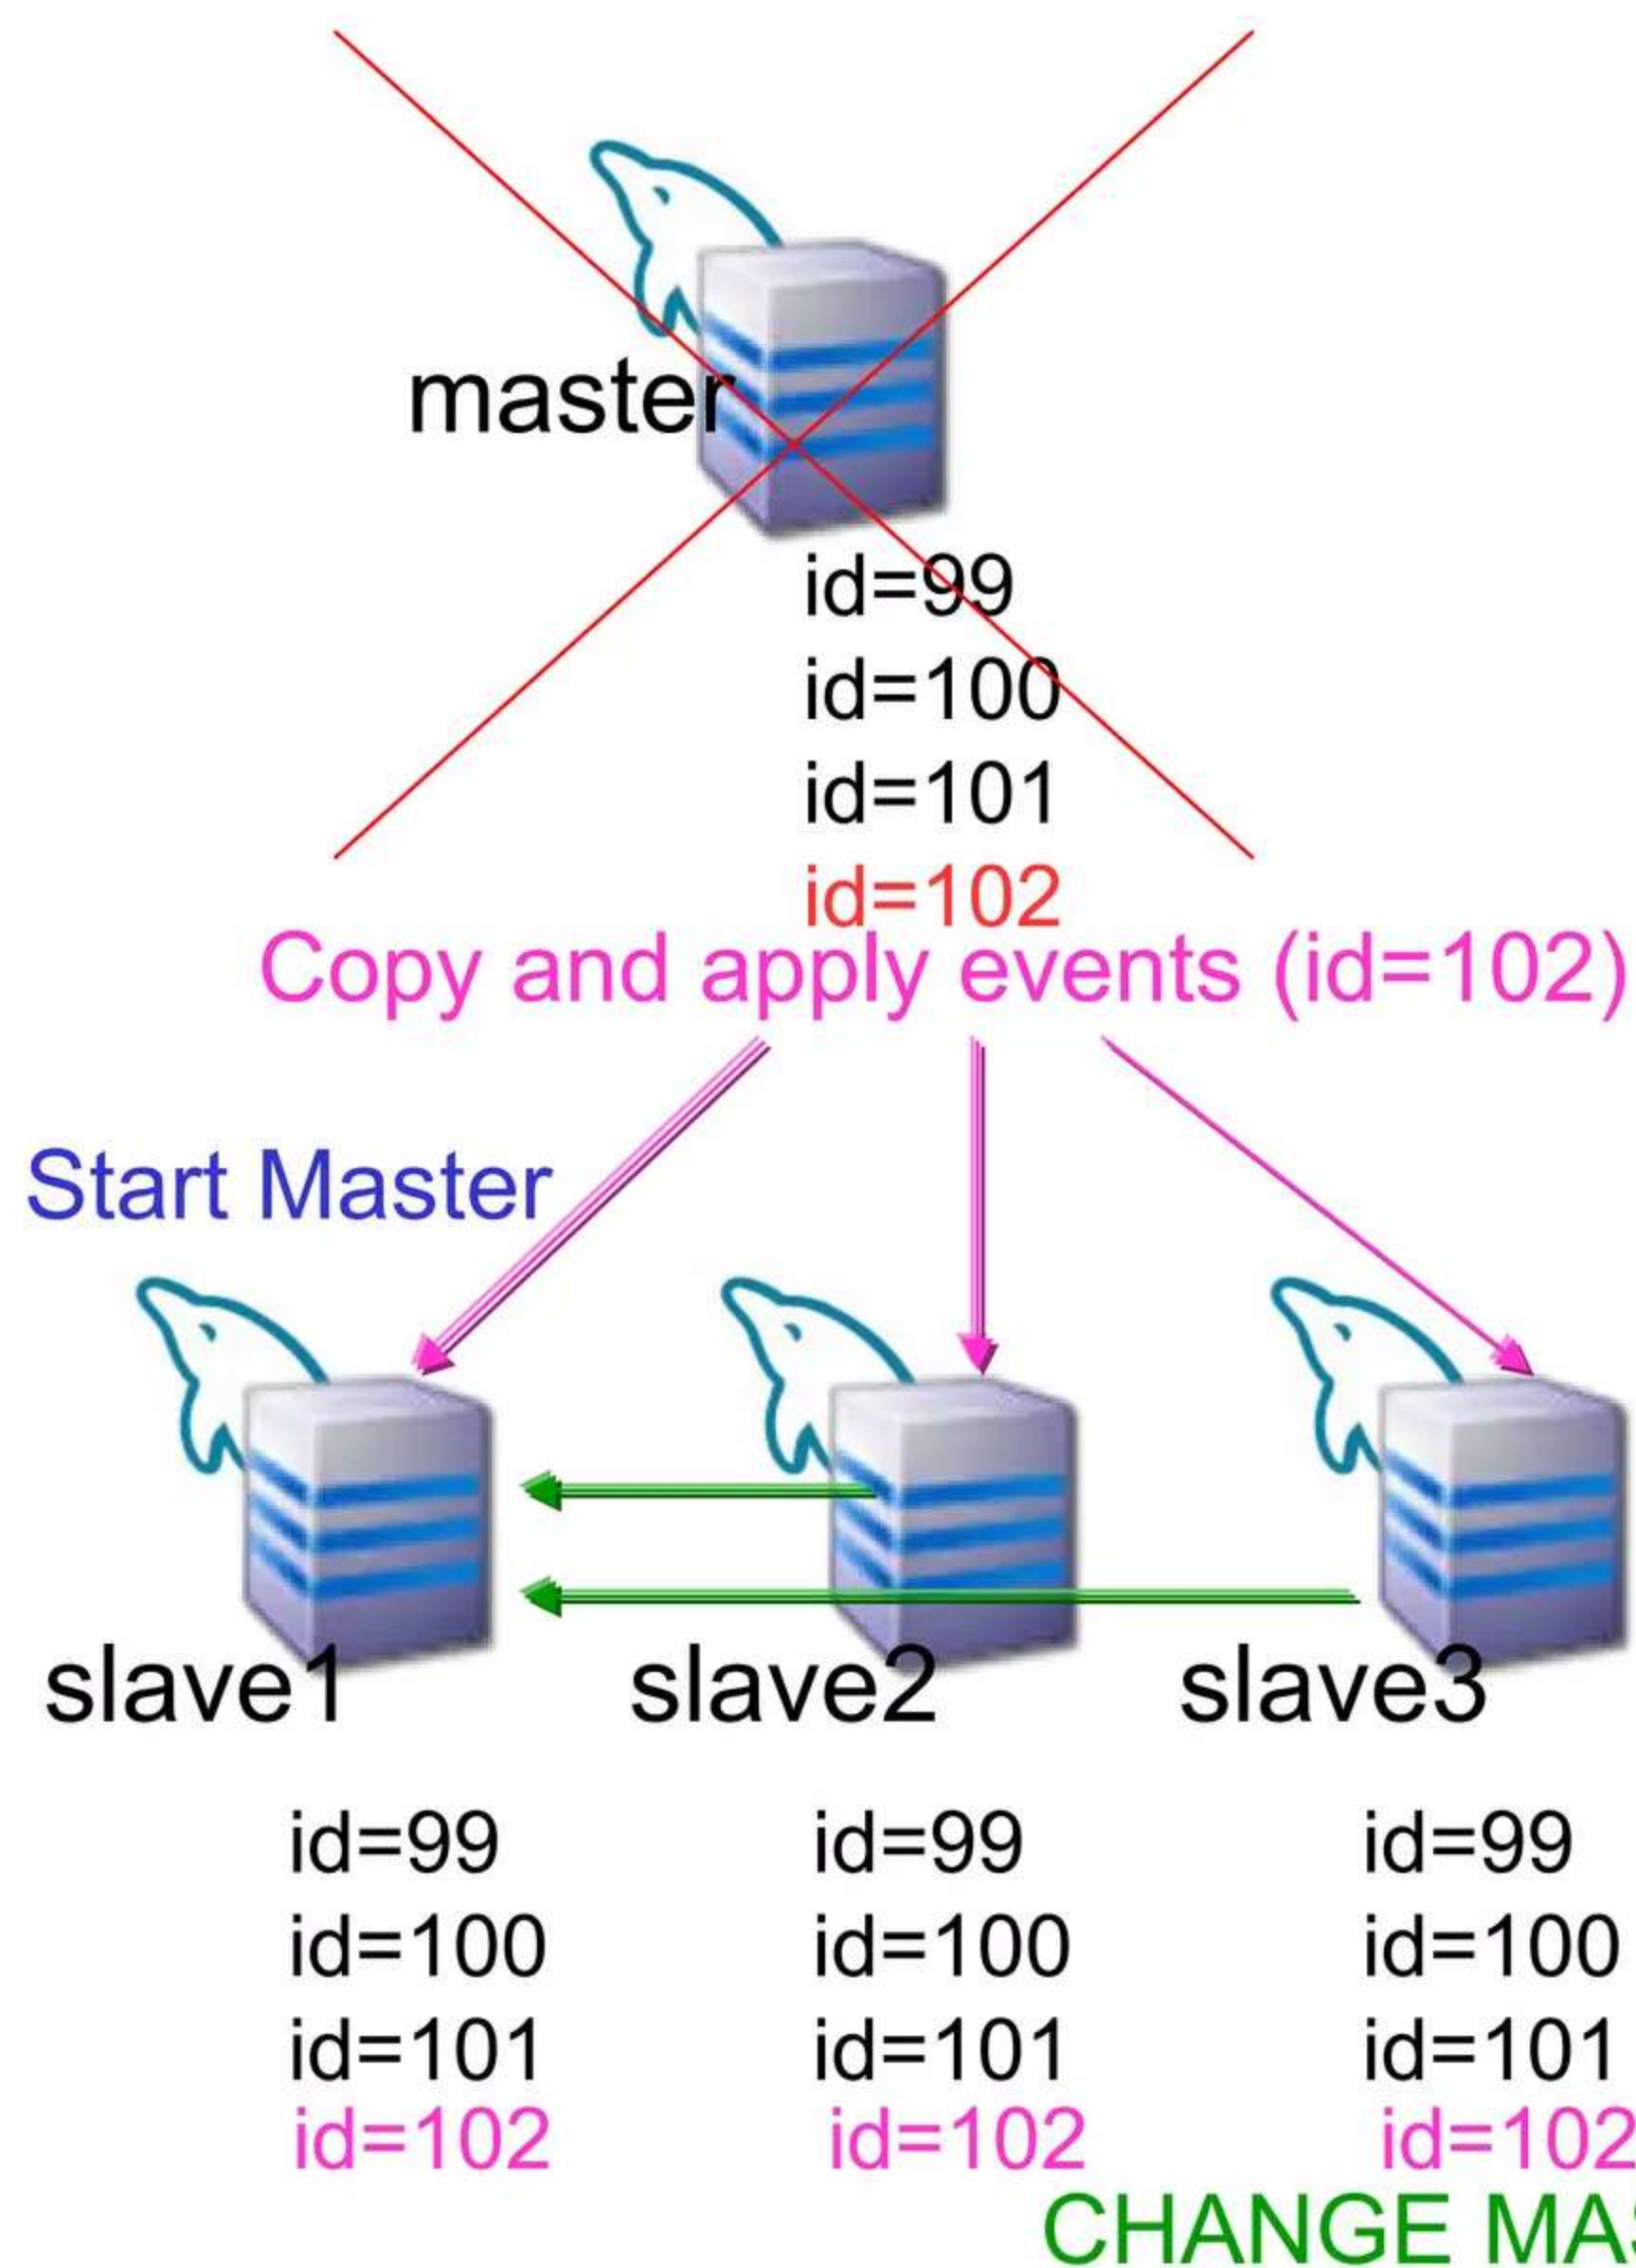 master
id=99
id=100
id=101
id=102
Copy and apply events (id=102)
Start Master
slave1 slave2 slave3
id=99 id=99 id=99
id=100 id=100 id=100
id=101 id=101 id=101
id=102 id=102 id=102
CHANGE